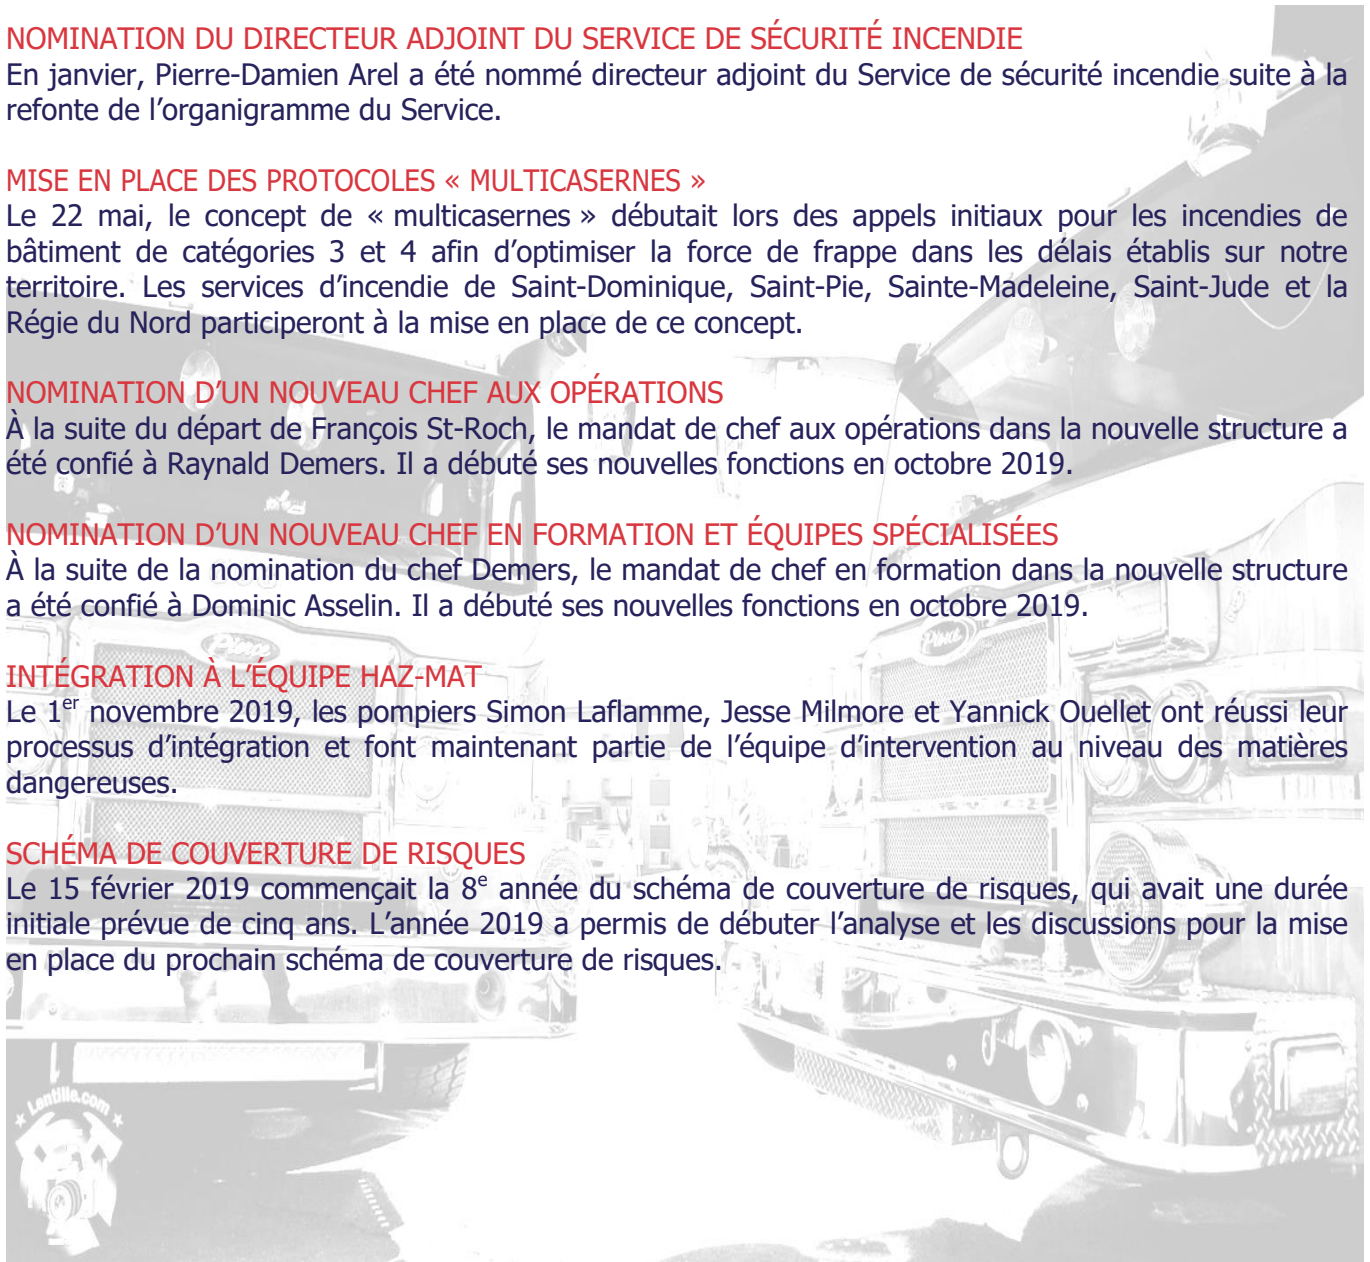 NOMINATION DU DIRECTEUR ADJOINT DU SERVICE DE SÉCURITÉ INCENDIE
En janvier, Pierre-Damien Arel a été nommé directeur adjoint du Service de sécurité incendie suite à la
refonte de l’organigramme du Service.
MISE EN PLACE DES PROTOCOLES « MULTICASERNES »
Le 22 mai, le concept de « multicasernes » débutait lors des appels initiaux pour les incendies de
bâtiment de catégories 3 et 4 afin d’optimiser la force de frappe dans les délais établis sur notre
territoire. Les services d’incendie de Saint-Dominique, Saint-Pie, Sainte-Madeleine, Saint-Jude et la
Régie du Nord participeront à la mise en place de ce concept.
NOMINATION D’UN NOUVEAU CHEF AUX OPÉRATIONS
À la suite du départ de François St-Roch, le mandat de chef aux opérations dans la nouvelle structure a
été confié à Raynald Demers. Il a débuté ses nouvelles fonctions en octobre 2019.
NOMINATION D’UN NOUVEAU CHEF EN FORMATION ET ÉQUIPES SPÉCIALISÉES
À la suite de la nomination du chef Demers, le mandat de chef en formation dans la nouvelle structure
a été confié à Dominic Asselin. Il a débuté ses nouvelles fonctions en octobre 2019.
Pierce
Pierce
INTÉGRATION À L’ÉQUIPE HAZ-MAT
Le 1er novembre 2019, les pompiers Simon Laflamme, Jesse Milmore et Yannick Ouellet ont réussi leur
processus d’intégration et font maintenant partie de l’équipe d’intervention au niveau des matières
dangereuses.
SCHÉMA DE COUVERTURE DE RISQUES
Le 15 février 2019 commençait la 8e année du schéma de couverture de risques, qui avait une durée
initiale prévue de cinq ans. L’année 2019 a permis de débuter l’analyse et les discussions pour la mise
en place du prochain schéma de couverture de risques.
Lentille.com